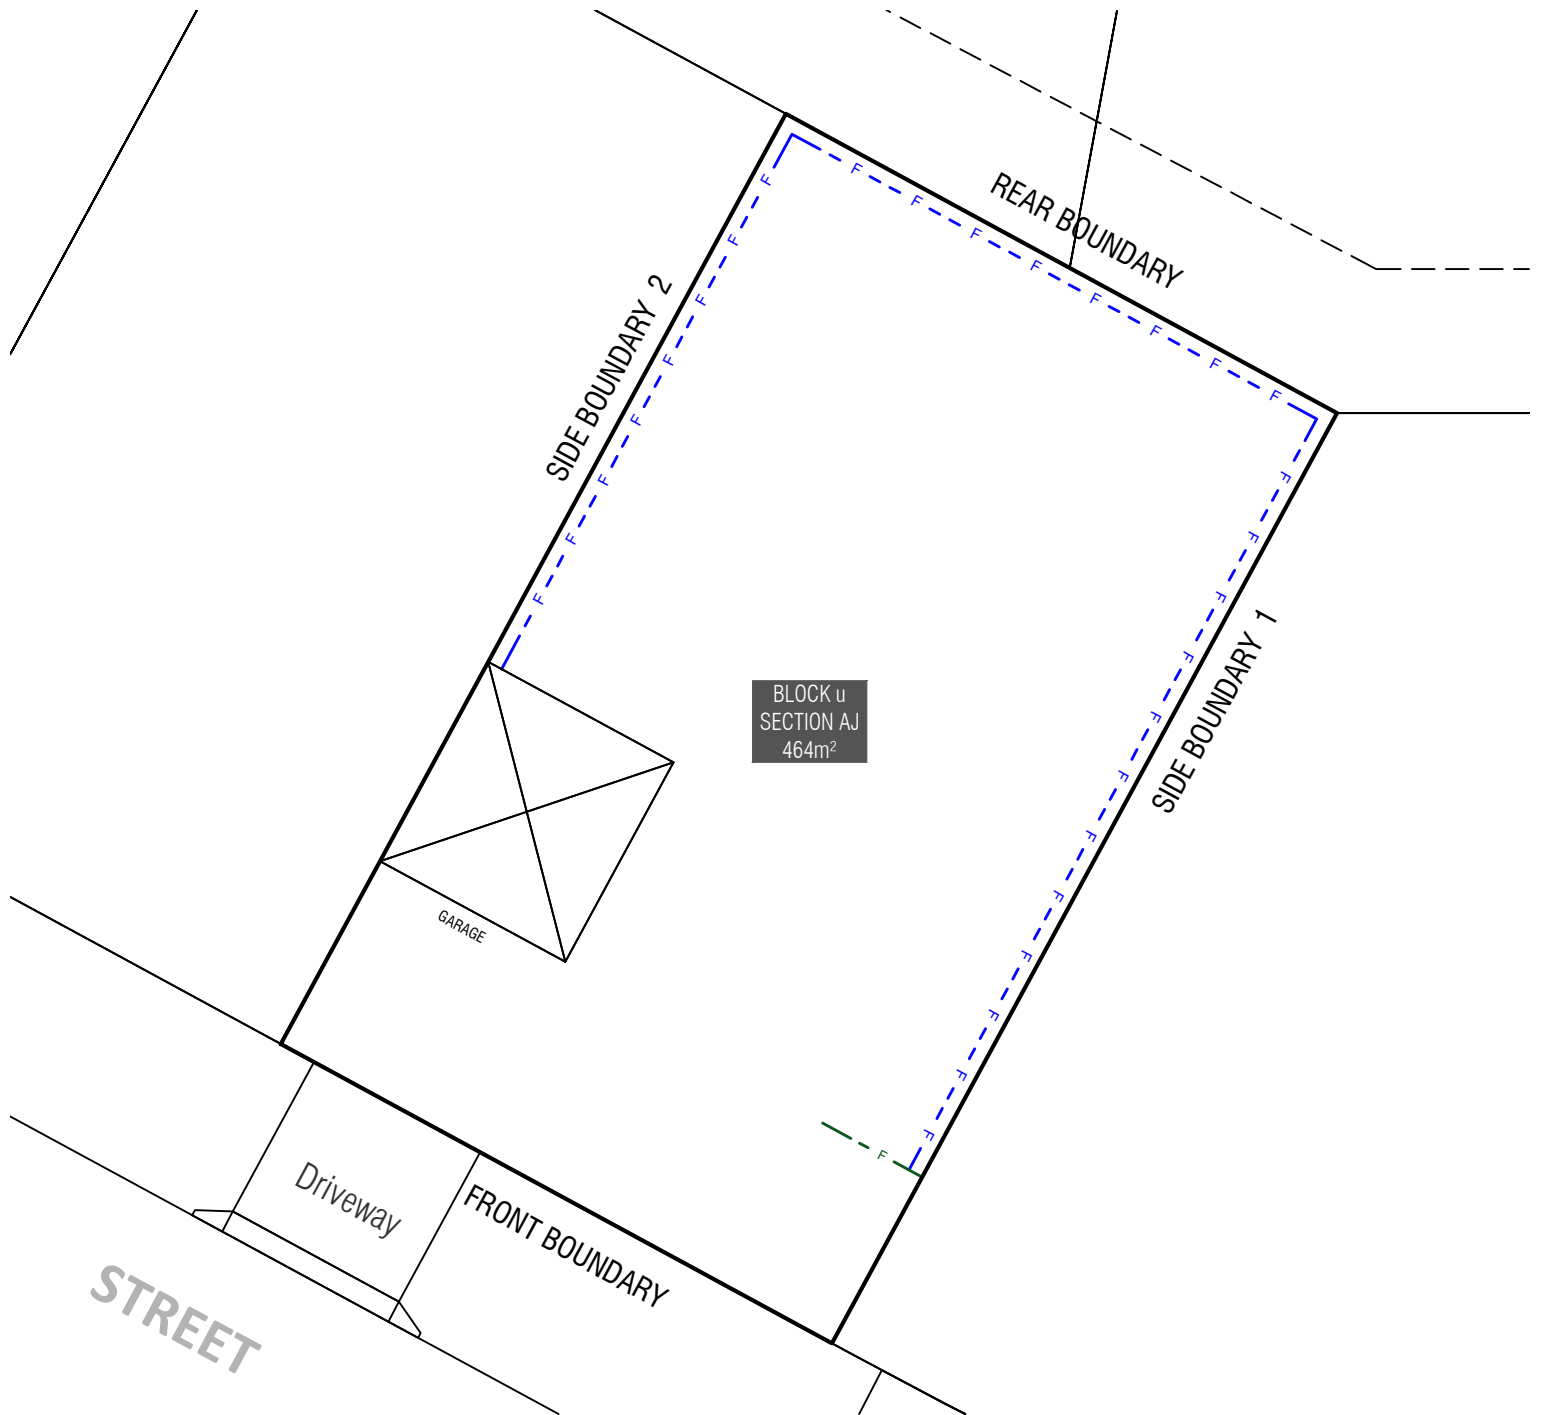 REAR BOUNDARY
F F F F F F F F
F F F F F F F F
SIDE BOUNDARY 2
F F F F F F F F F F F F
SIDE BOUNDARY 1
BLOCK u
SECTION AJ
464m²
GARAGE
F
Driveway
FRONT BOUNDARY
STREET